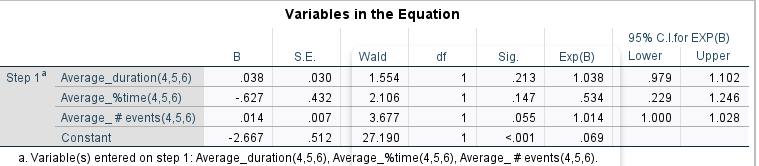 Variables in the Equation
95% C.I.for EXP(B)
B S.E. Wald df Sig. Exp(B) Lower Upper
Step 1a Average_duration(4,5,6) .038 .030 1.554 1 .213 1.038 .979 1.102
Average_%time(4,5,6) -.627 .432 2.106 1 .147 .534 .229 1.246
Average_# events(4,5,6) .014 .007 3.677 1 .055 1.014 1.000 1.028
Constant -2.667 .512 27.190 1 <.001 .069
a. Variable(s) entered on step 1: Average_duration(4,5,6), Average_%time(4,5,6), Average_# events(4,5,6).